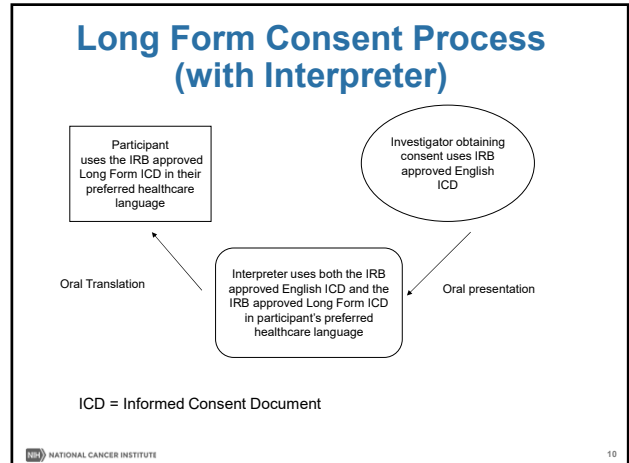 Long Form Consent Process
(with Interpreter)
Participant
uses the IRB approved
Long Form ICD in their
preferred healthcare
language
Investigator obtaining
consent uses IRB
approved English
ICD
Oral Translation
Interpreter uses both the IRB
approved English ICD and the
IRB approved Long Form ICD
in participant's preferred
healthcare language
Oral presentation
ICD = Informed Consent Document
NIH NATIONAL CANCER INSTITUTE
10